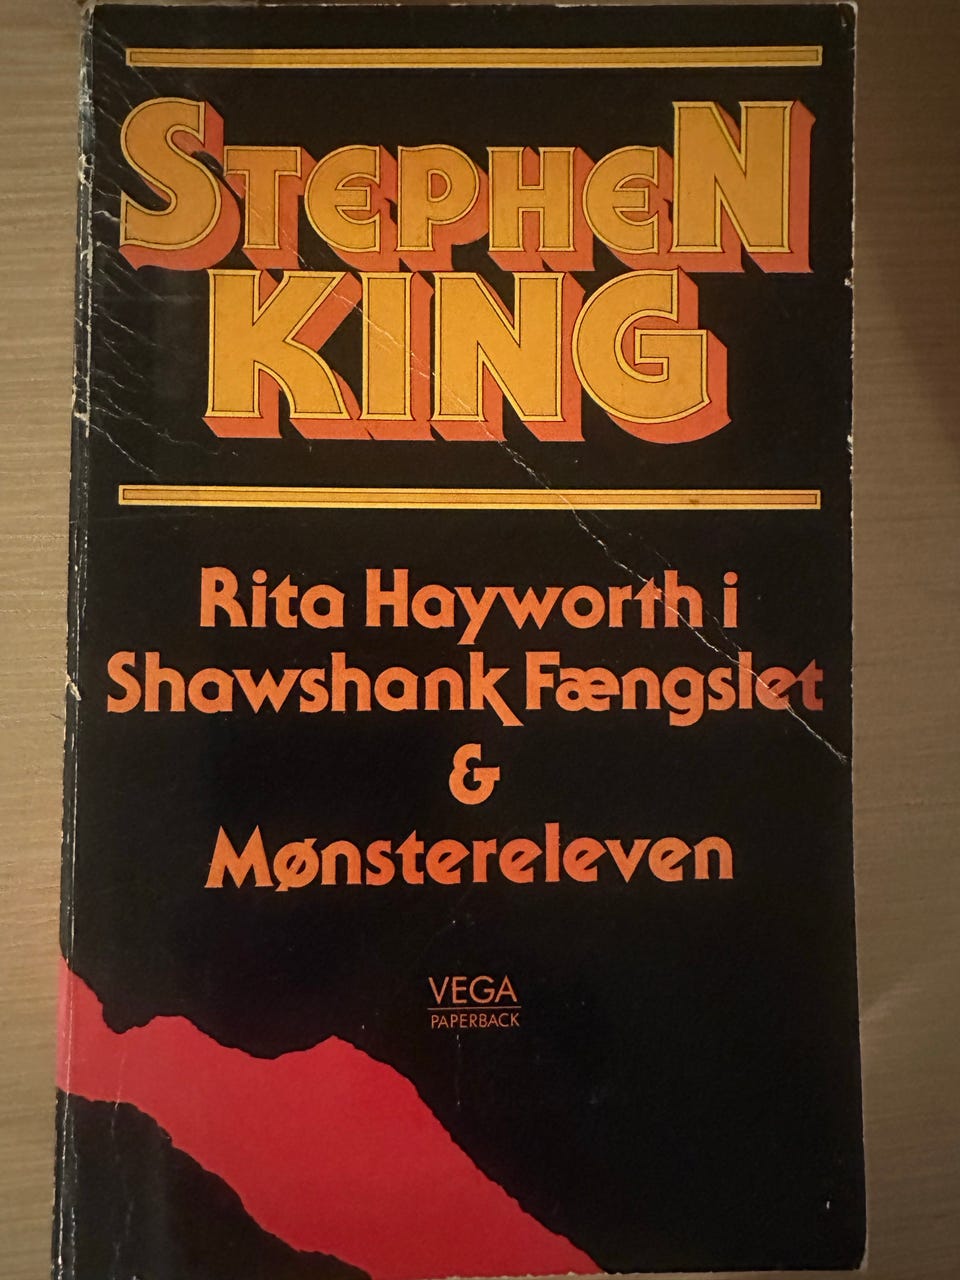 STEPHEN
KING
Rita Hayworth i
Shawshank Fængslet
&
Mønstereleven
VEGA
PAPERBACK